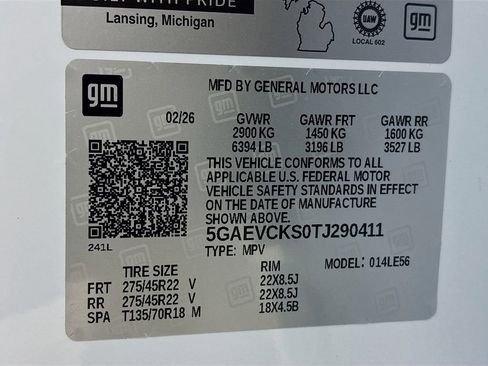 BUILT WITH PRIDE
Lansing, Michigan
UAW
LOCAL 602
gm
gm
MFD BY GENERAL MOTORS LLC
02/26 GVWR GAWR FRT GAWR RR
2900 KG 1450 KG 1600 KG
6394 LB 3196 LB 3527 LB
THIS VEHICLE CONFORMS TO ALL
APPLICABLE U.S. FEDERAL MOTOR
VEHICLE SAFETY STANDARDS IN EFFECT
ON THE DATE OF MANUFACTURE
SHOWN ABOVE.
241L
5GAEVCKS0TJ290411
TYPE: MPV
MODEL: 014LE56
TIRE SIZE RIM
FRT 275/45R22 V 22X8.5J
RR 275/45R22 V 22X8.5J
SPA T135/70R18 M 18X4.5B